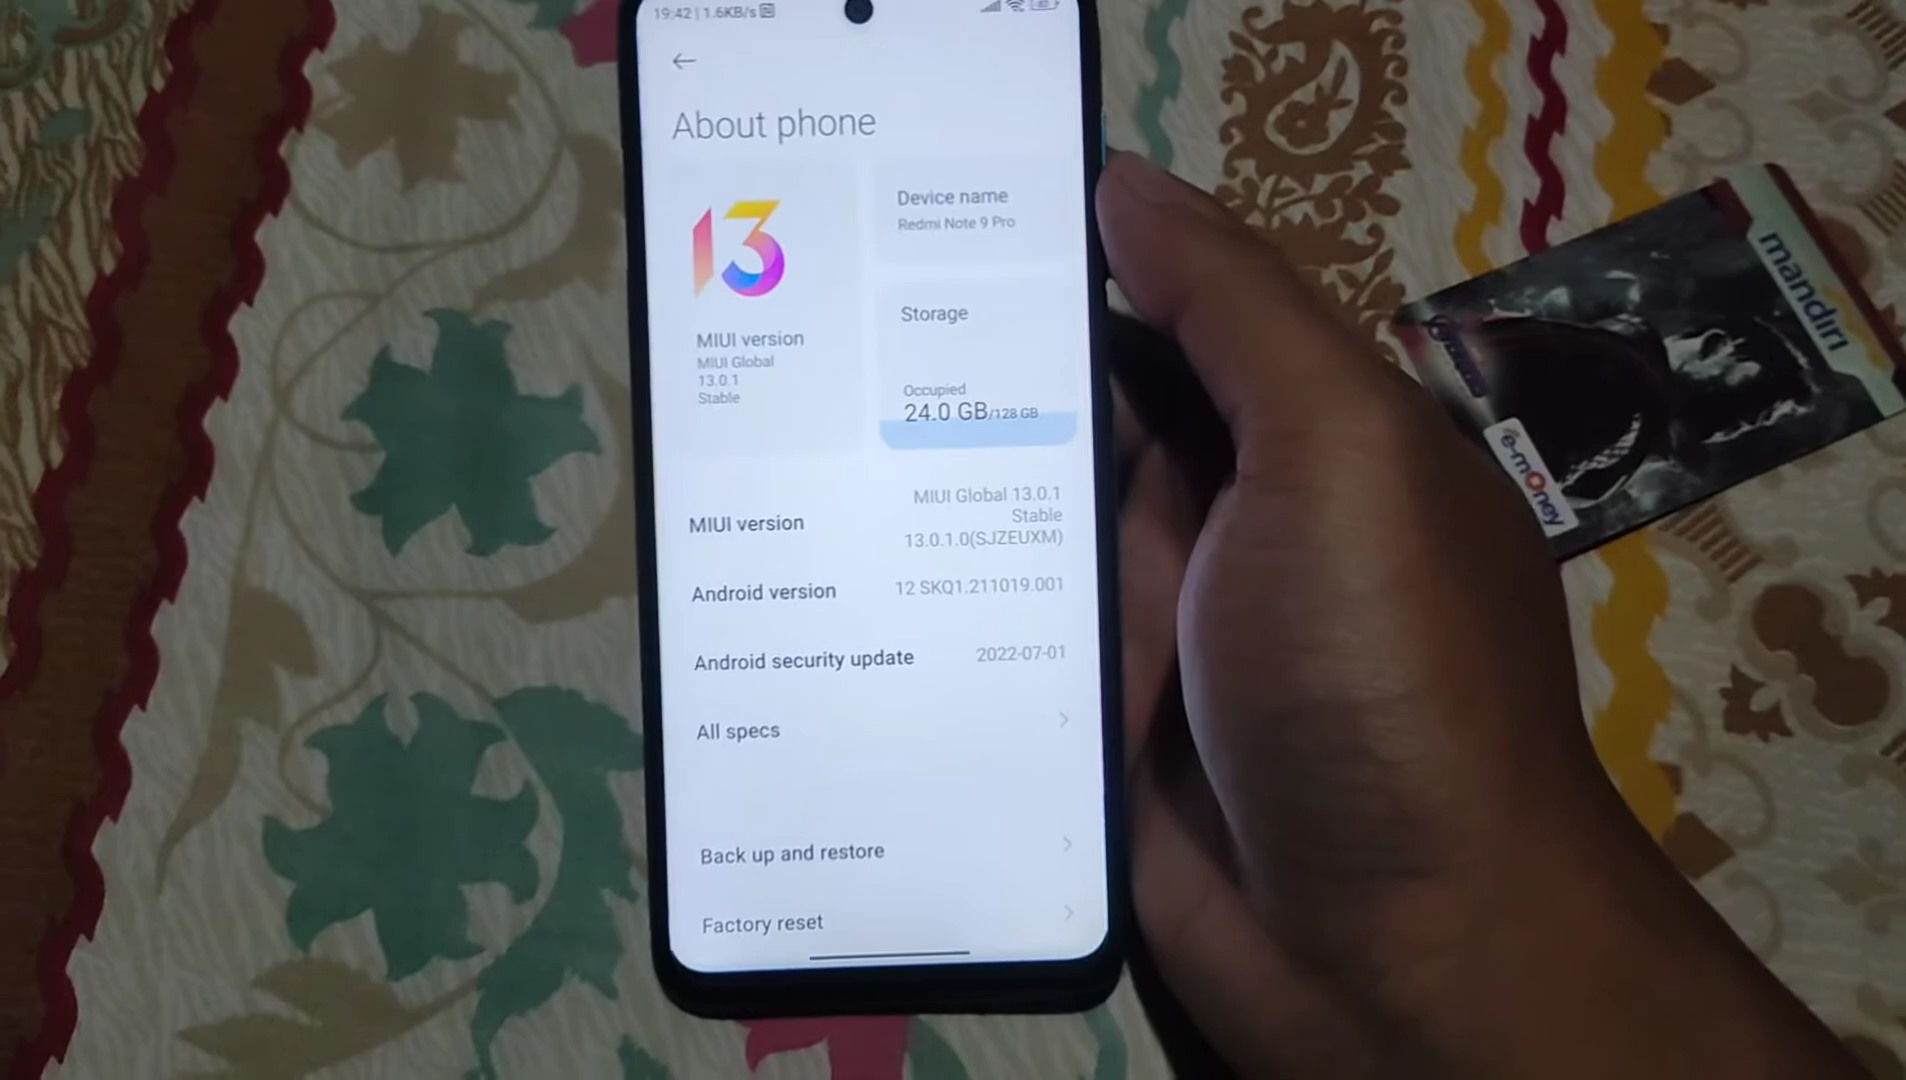 19:42 | 1.6KB/s
About phone
13
MIUI version
MIUI Global
13.0.1
Stable
Device name
Redmi Note 9 Pro
Storage
Occupied
24.0 GB/128 GB
MIUI version
MIUI Global 13.0.1
Stable
13.0.1.0(SJZEUXM)
Android version
12 SKQ1.211019.001
Android security update
2022-07-01
All specs
Back up and restore
Factory reset
mandırı
e-money